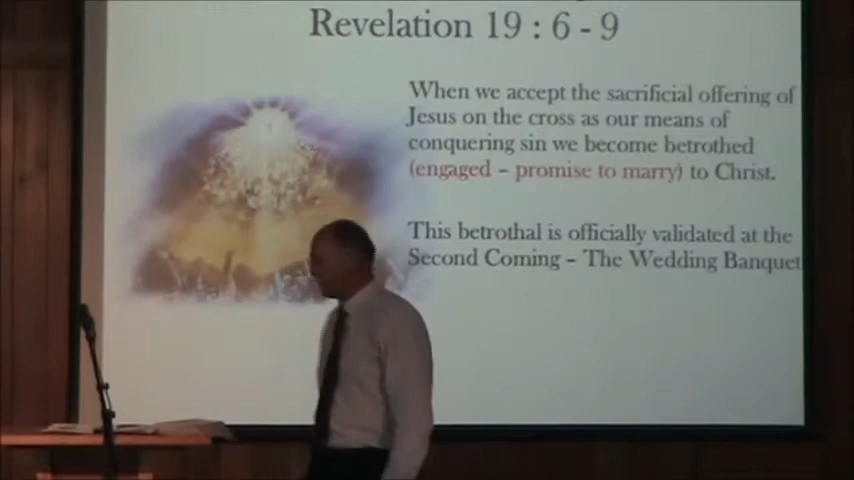 Revelation 19 : 6 - 9
When we accept the sacrificial offering of
Jesus on the cross as our means of
conquering sin we become betrothed
(engaged – promise to marry) to Christ.
This betrothal is officially validated at the
Second Coming – The Wedding Banquet